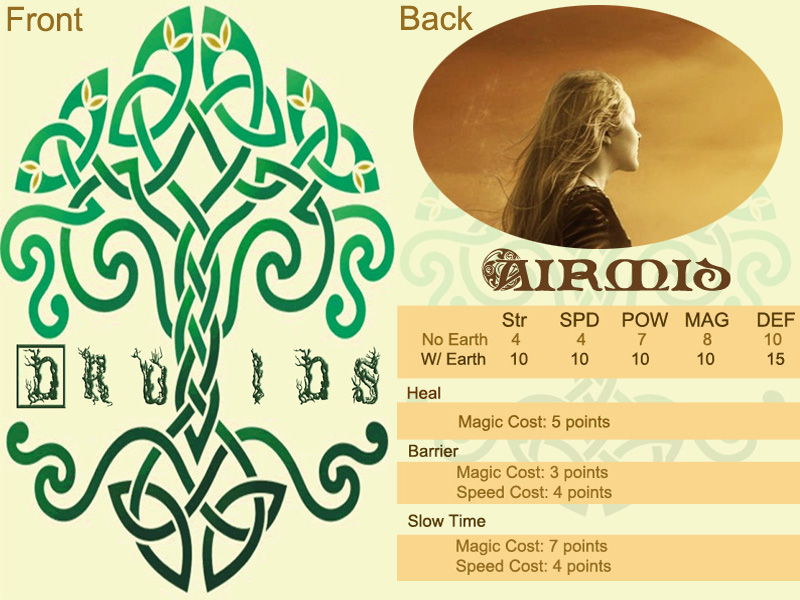 Front
DRUIDS
Back
AIRMID
Str SPD POW MAG DEF
No Earth 4 4 7 8 10
W/ Earth 10 10 10 10 15
Heal
Magic Cost: 5 points
Barrier
Magic Cost: 3 points
Speed Cost: 4 points
Slow Time
Magic Cost: 7 points
Speed Cost: 4 points